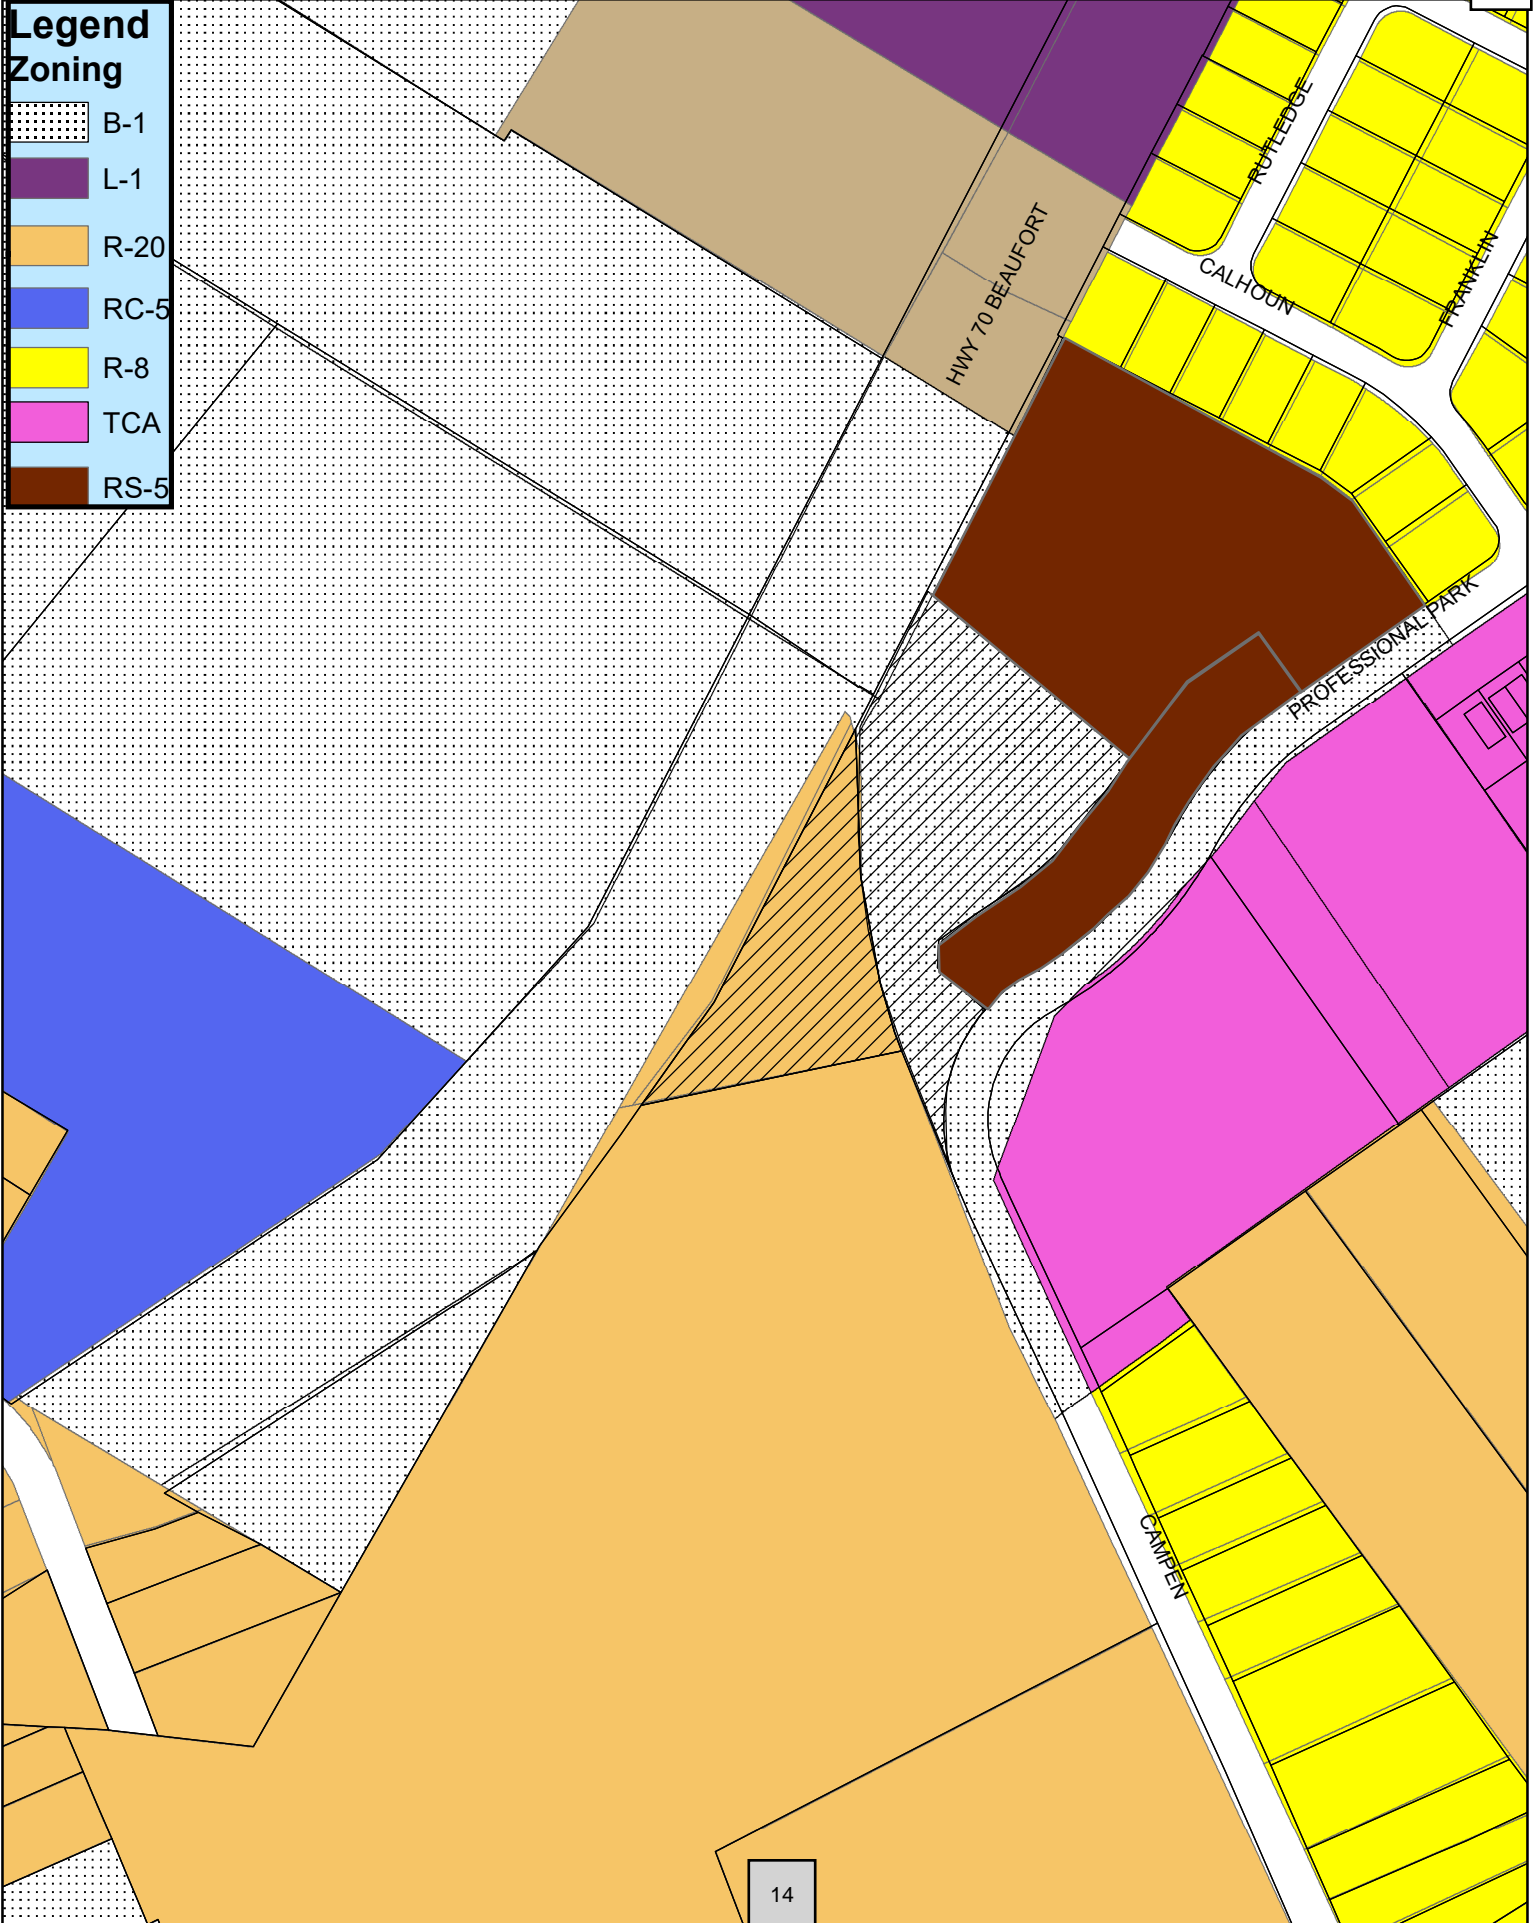 Legend
Zoning
B-1
L-1
R-20
RC-5
R-8
TCA
RS-5
RUTLEDGE
HWY 70 BEAUFORT
CALHOUN
FRANKLIN
PROFESSIONAL PARK
CAMPEN
14